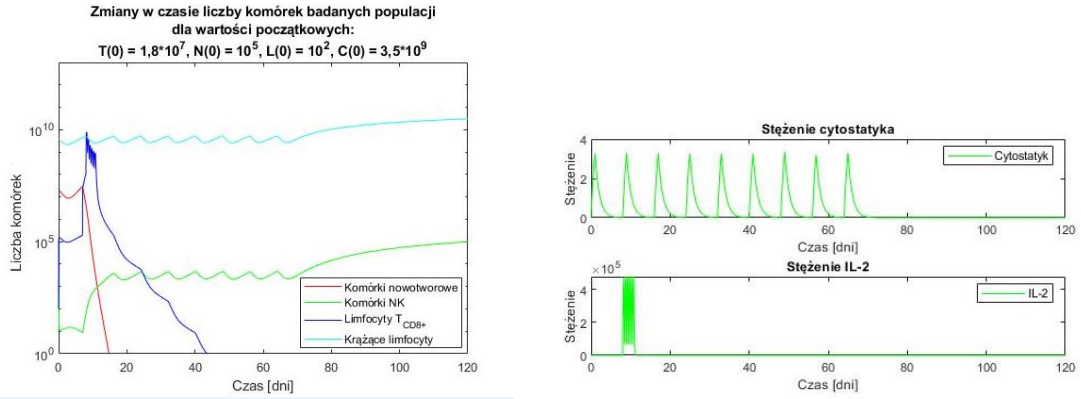 Zmiany w czasie liczby komórek badanych populacji
dla wartości początkowych:
T(0) = 1,8*10^7, N(0) = 10^5, L(0) = 10^2, C(0) = 3,5*10^9
Liczba komórek
10^10
10^5
10^0
0 20 40 60 80 100 120
Czas [dni]
Komórki nowotworowe
Komórki NK
Limfocyty T_CD8+
Krążące limfocyty
Stężenie cytostatyka
Stężenie
4
2
0
Cytostatyk
0 20 40 60 80 100 120
Czas [dni]
Stężenie IL-2
×10^5
Stężenie
4
2
0
IL-2
0 20 40 60 80 100 120
Czas [dni]